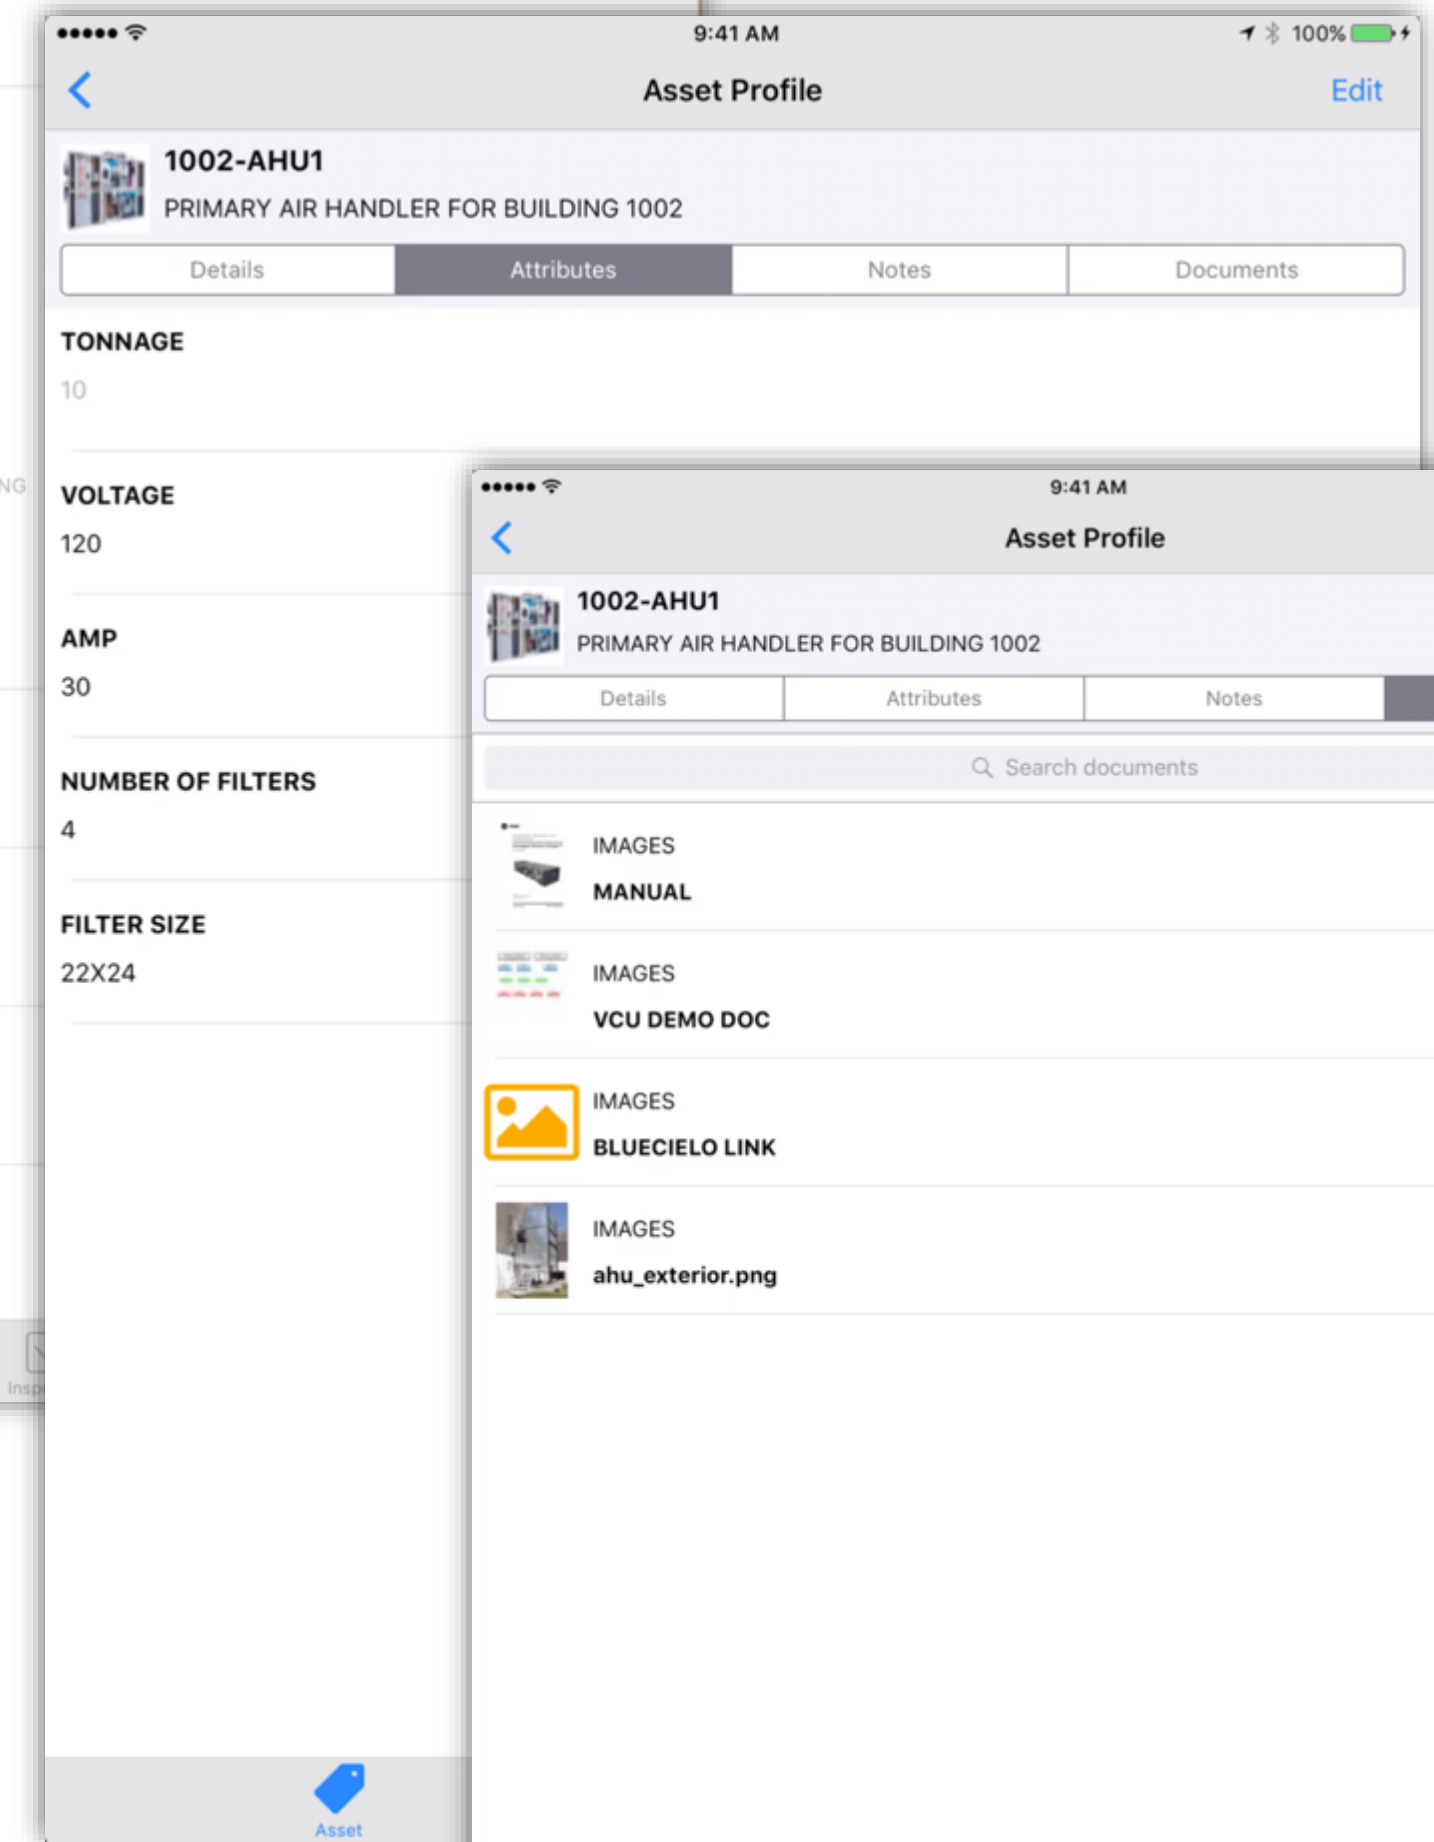 9:41 AM
100%
Asset Profile
Edit
1002-AHU1
PRIMARY AIR HANDLER FOR BUILDING 1002
Details
Attributes
Notes
Documents
TONNAGE
10
VOLTAGE
120
AMP
30
NUMBER OF FILTERS
4
FILTER SIZE
22X24
Asset
NG
Insp
9:41 AM
Asset Profile
1002-AHU1
PRIMARY AIR HANDLER FOR BUILDING 1002
Details
Attributes
Notes
Search documents
IMAGES
MANUAL
IMAGES
VCU DEMO DOC
IMAGES
BLUECIELO LINK
IMAGES
ahu_exterior.png